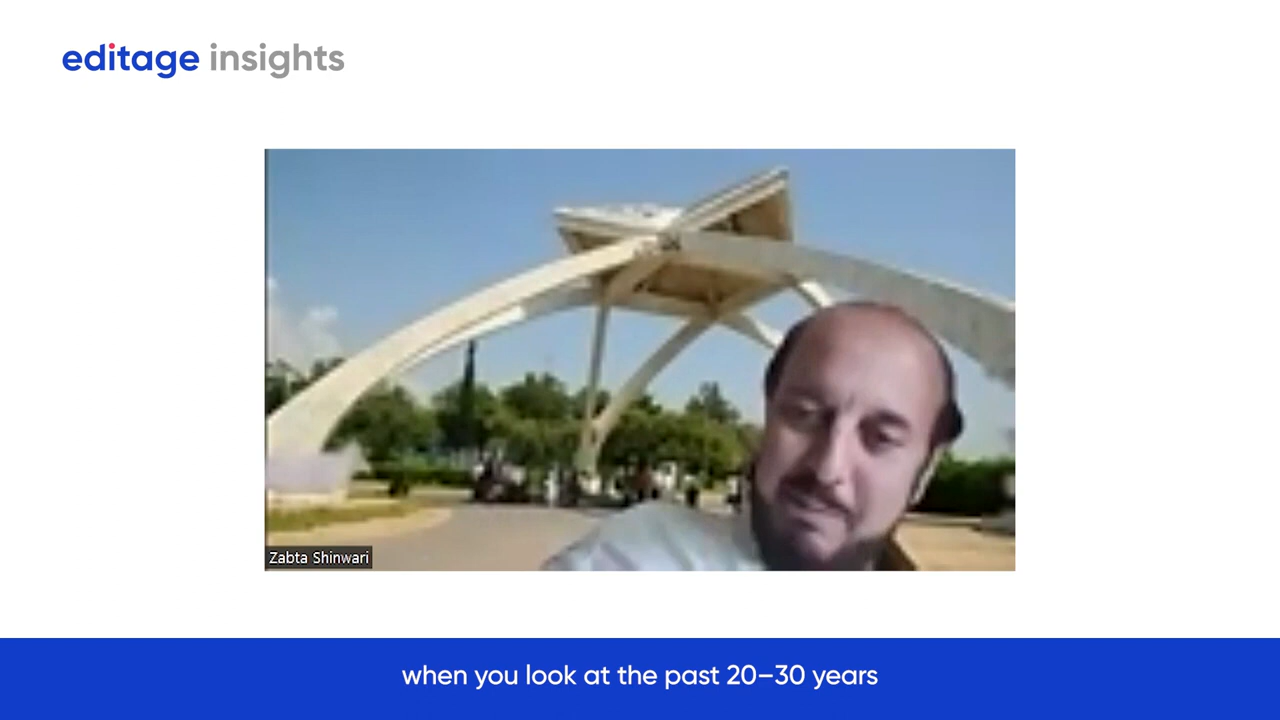 editage insights
Zabta Shinwari
when you look at the past 20–30 years